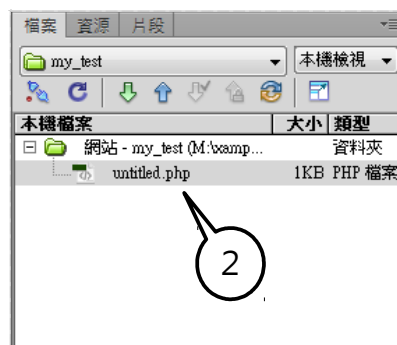 檔案 資源 片段
my_test 本機檢視
本機檔案 大小 類型
網站 - my_test (M:\xamp... 資料夾
untitled.php 1KB PHP 檔案
2